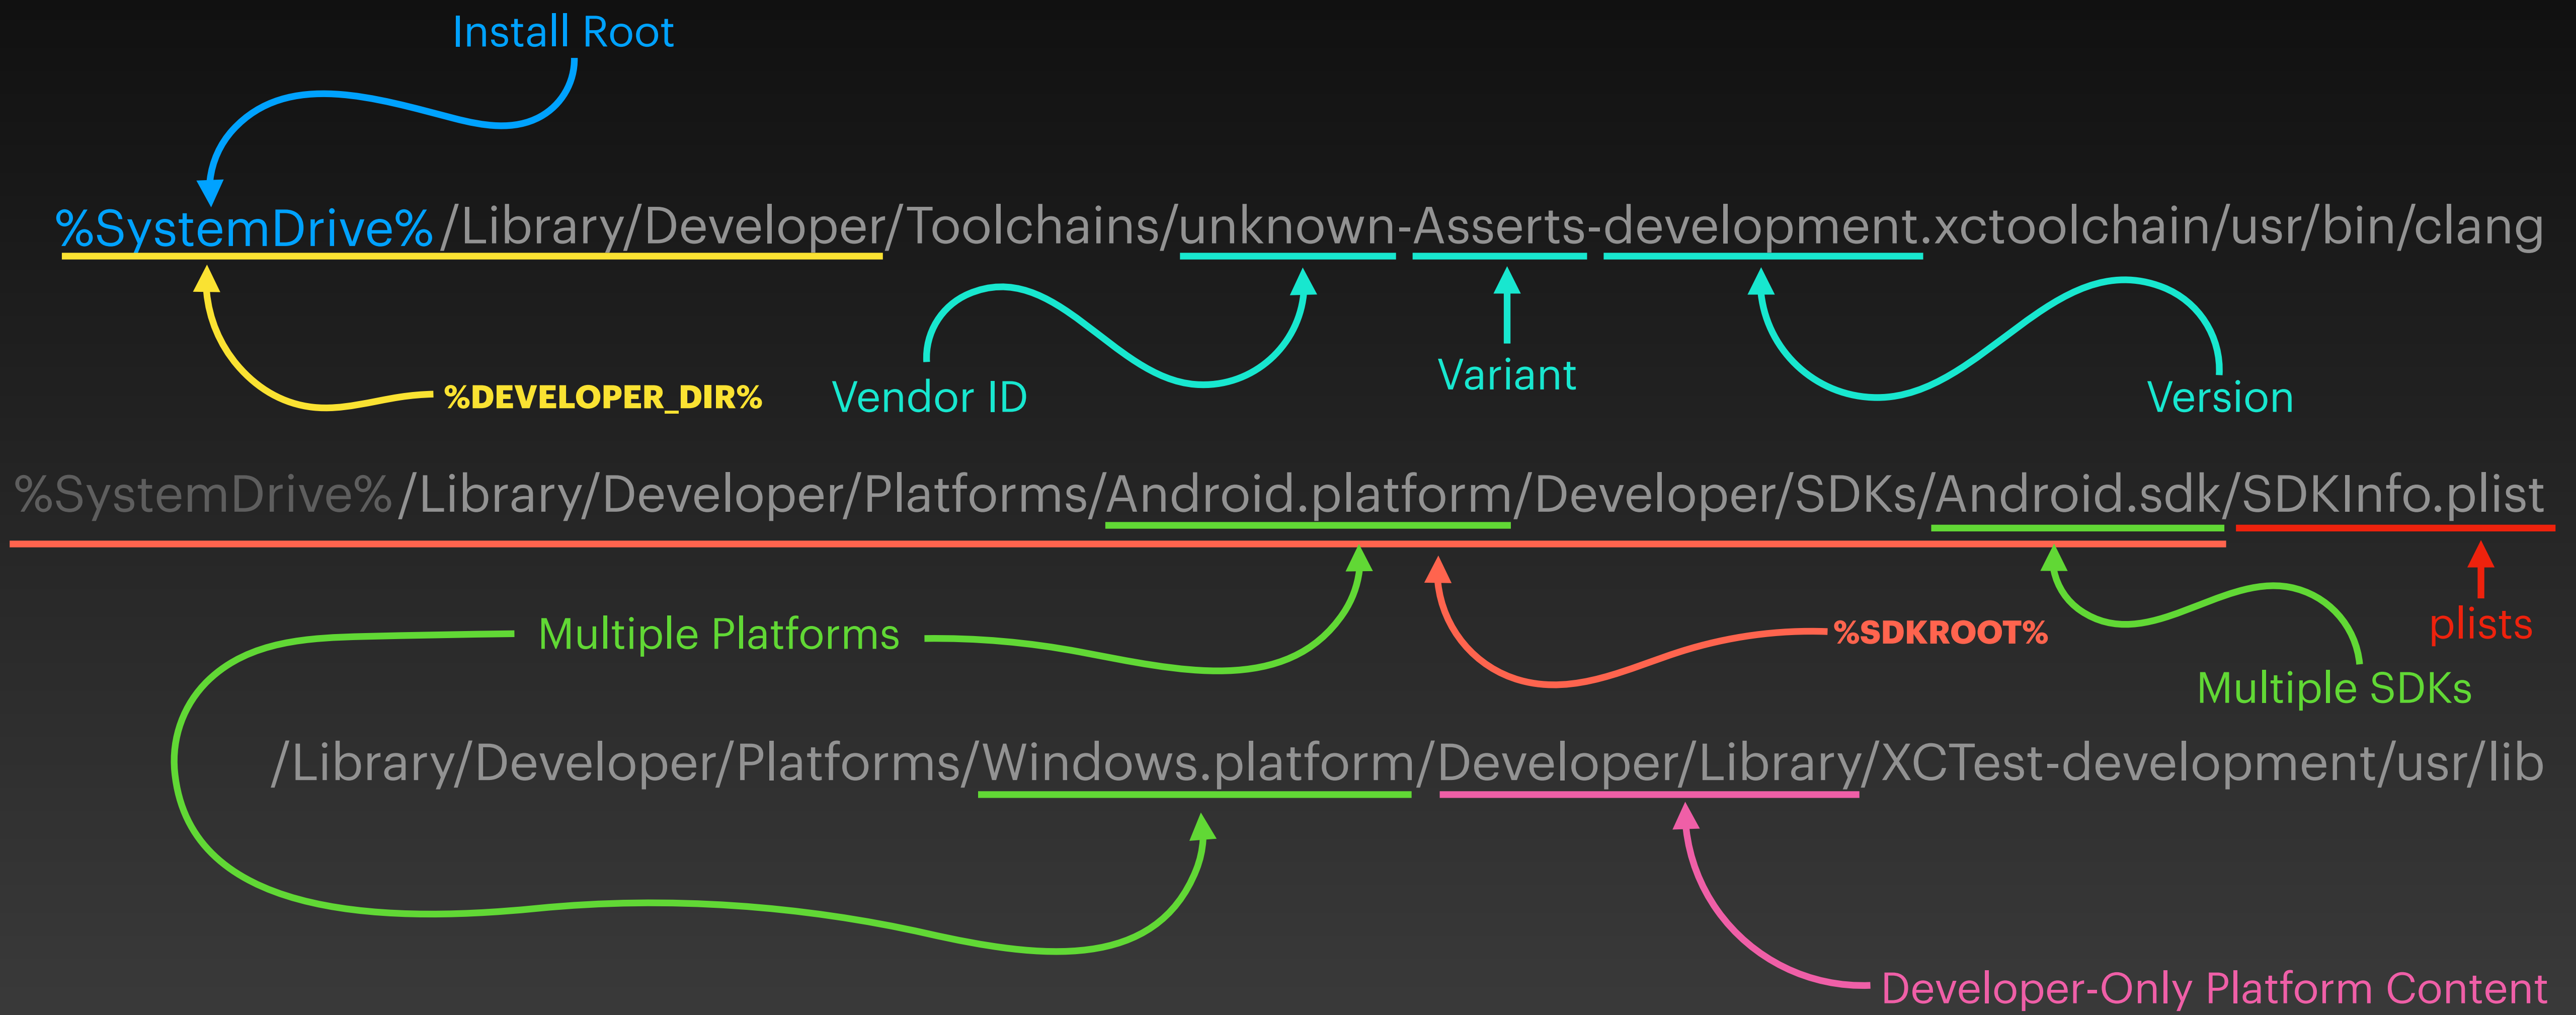 Install Root
%SystemDrive%/Library/Developer/Toolchains/unknown-Asserts-development.xctoolchain/usr/bin/clang
%DEVELOPER_DIR%
Vendor ID
Variant
Version
%SystemDrive%/Library/Developer/Platforms/Android.platform/Developer/SDKs/Android.sdk/SDKInfo.plist
Multiple Platforms
%SDKROOT%
plists
Multiple SDKs
/Library/Developer/Platforms/Windows.platform/Developer/Library/XCTest-development/usr/lib
Developer-Only Platform Content